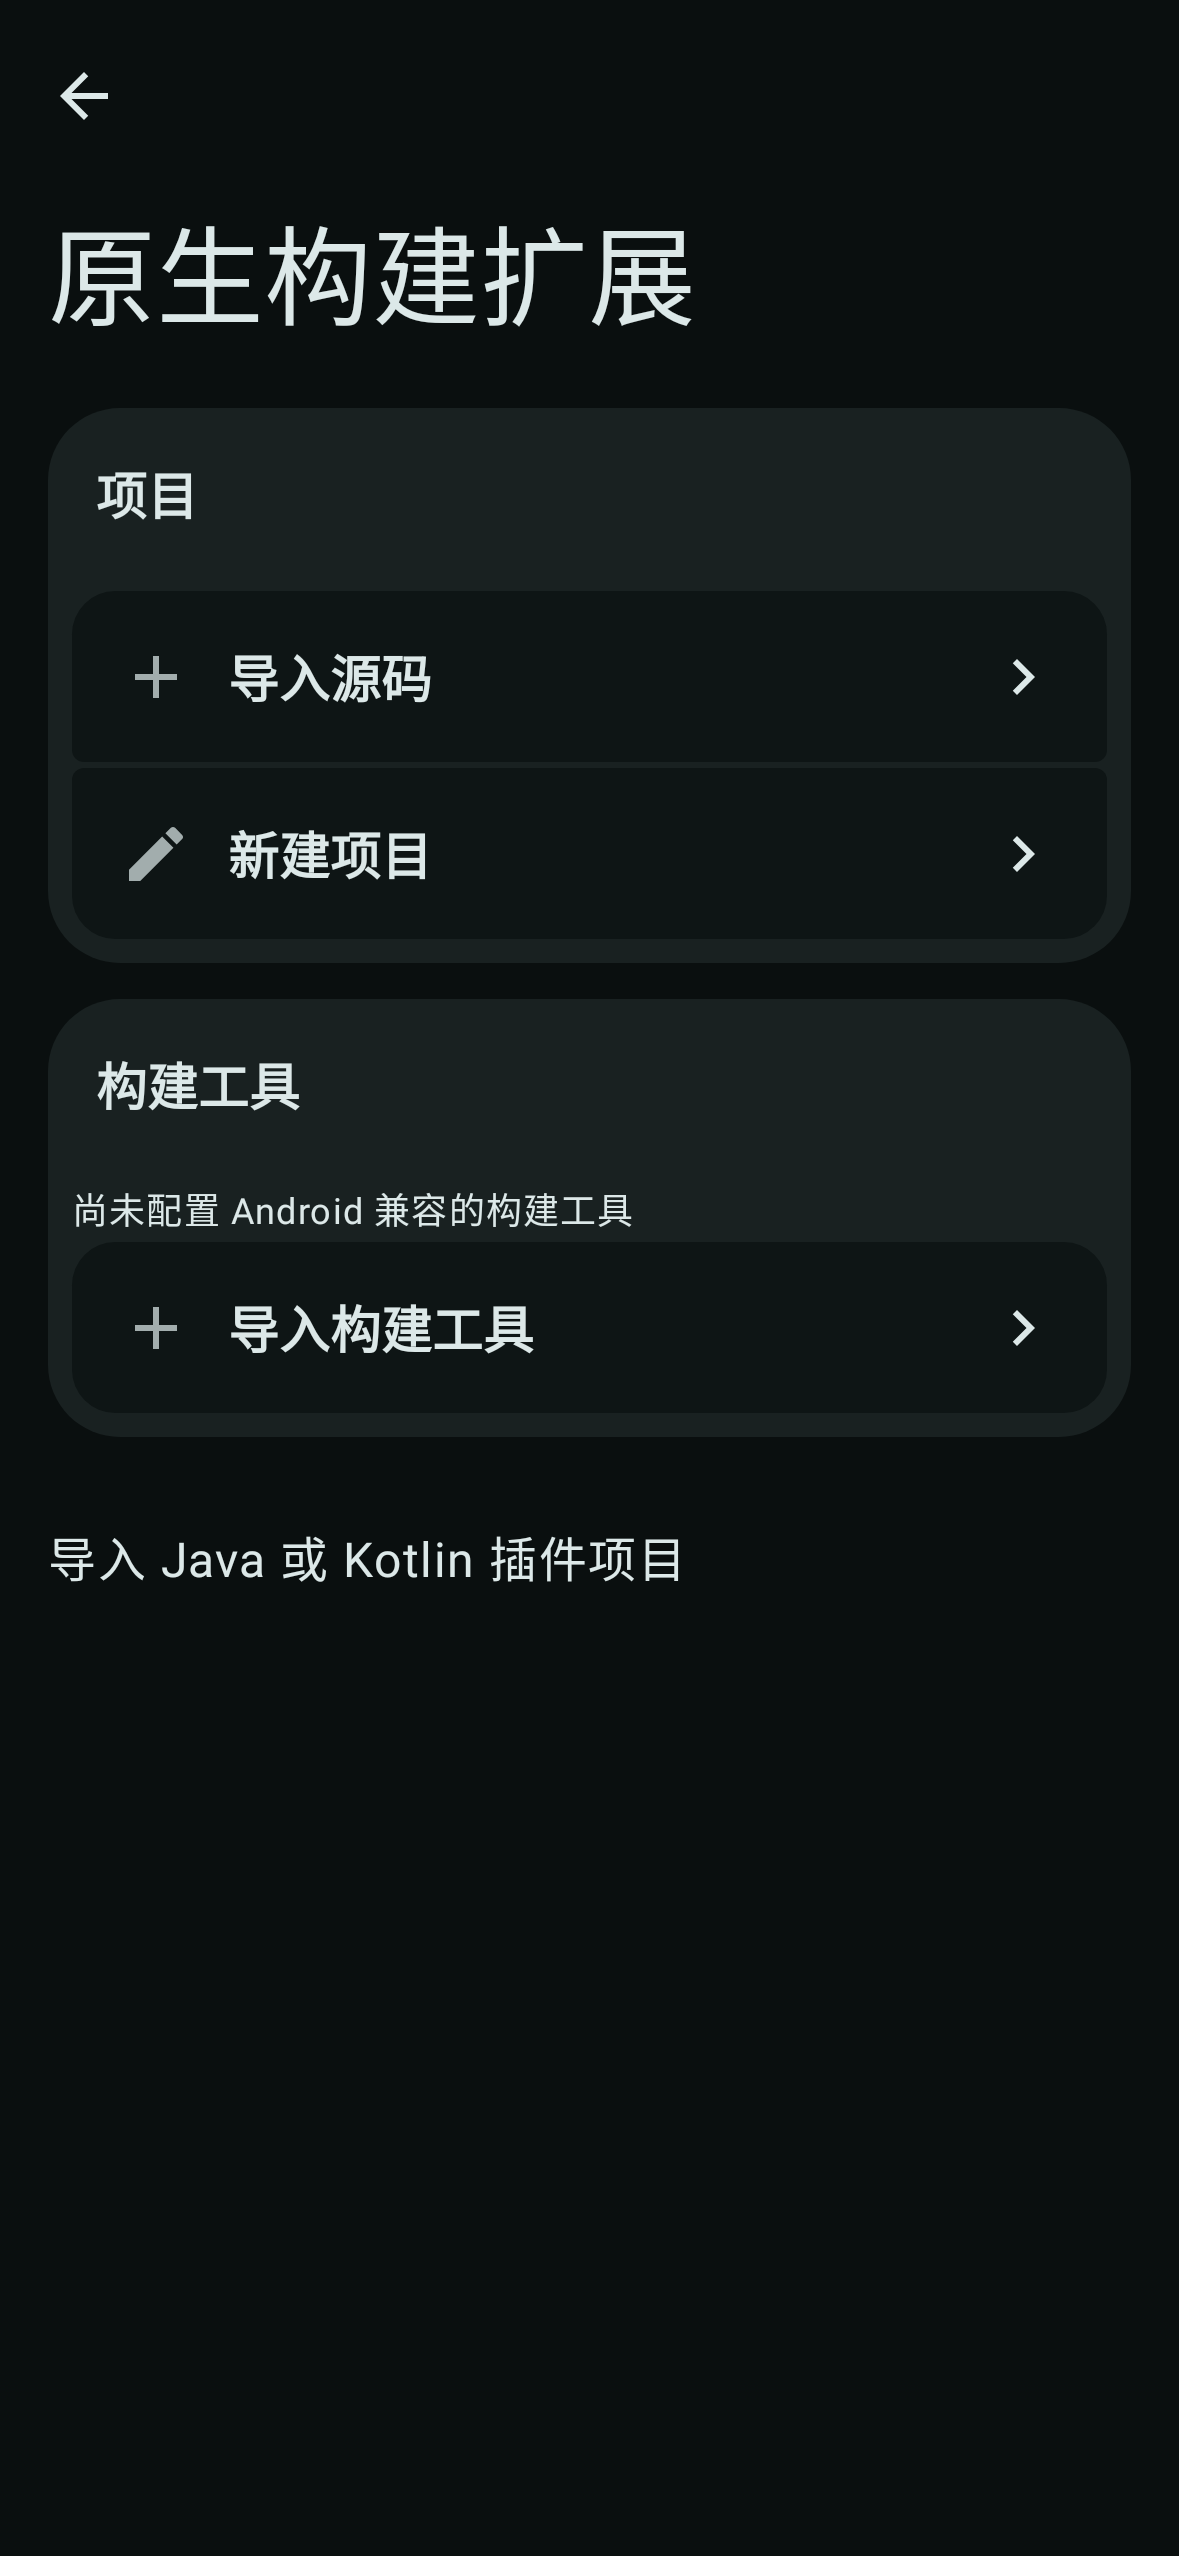 原生构建扩展
项目
导入源码
新建项目
构建工具
尚未配置 Android 兼容的构建工具
导入构建工具
导入 Java 或 Kotlin 插件项目